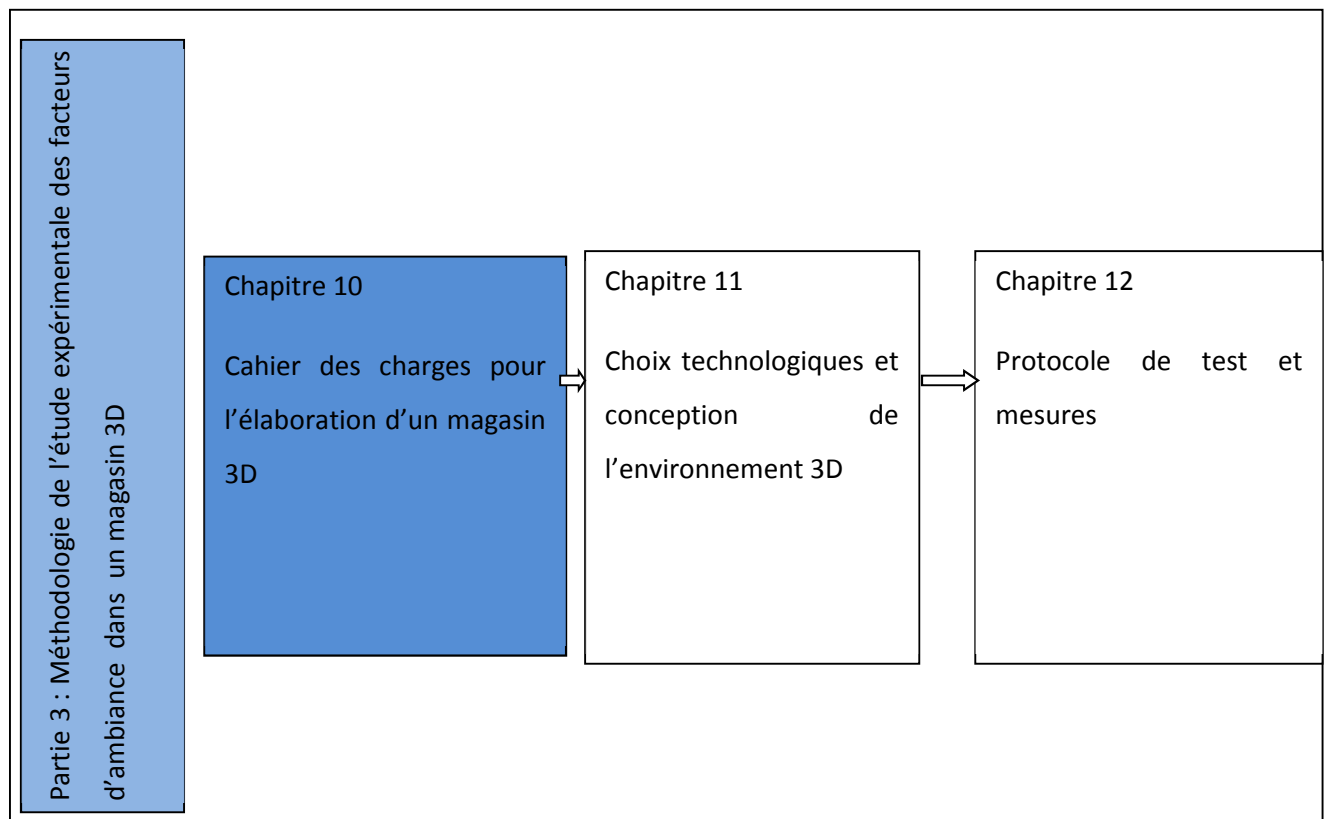 Partie 3 : Méthodologie de l’étude expérimentale des facteurs
d’ambiance dans un magasin 3D
Chapitre 10
Cahier des charges pour
l’élaboration d’un magasin
3D
Chapitre 11
Choix technologiques et
conception de
l’environnement 3D
Chapitre 12
Protocole de test et
mesures